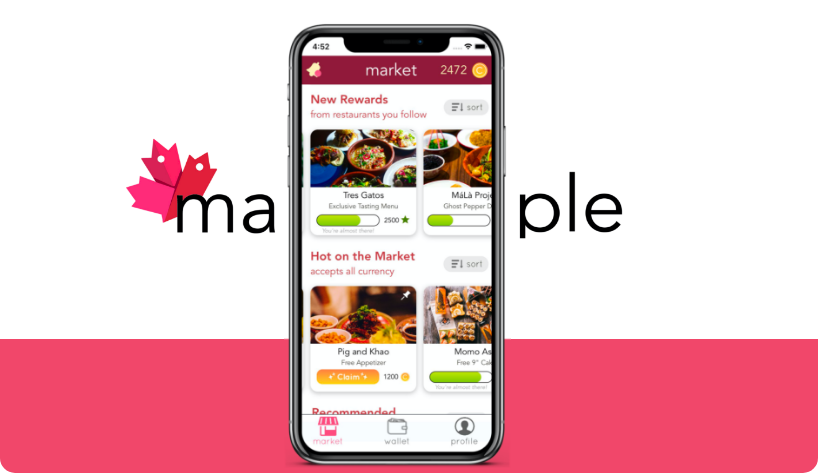 ma
ple
4:52
market
2472
C
New Rewards
from restaurants you follow
sort
Tres Gatos
Exclusive Tasting Menu
2500
You're almost there!
MáLà Proj
Ghost Pepper D
Hot on the Market
accepts all currency
sort
Pig and Khao
Free Appetizer
Claim
1200
Momo As
Free 9" Cak
You're almost there!
Recommended
market
wallet
profile